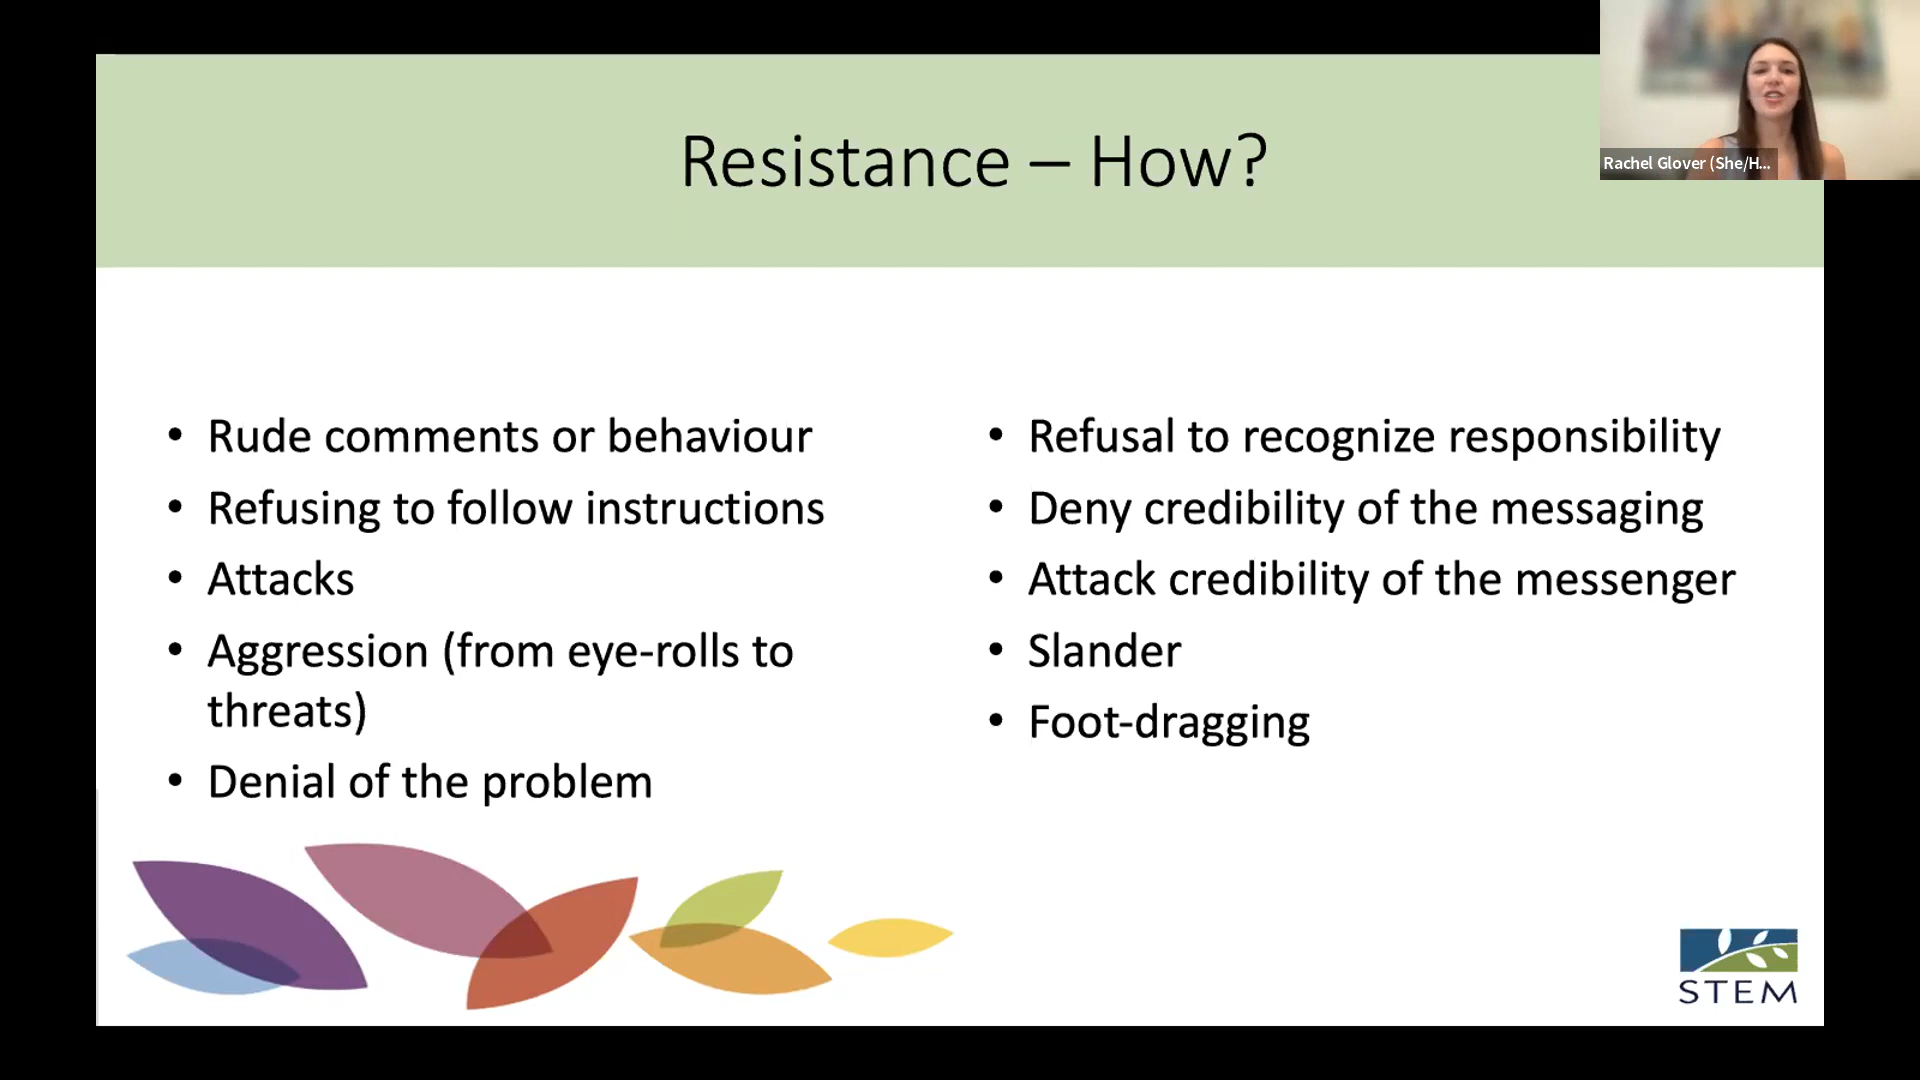 Resistance – How?
Rachel Glover (She/H...
• Rude comments or behaviour
• Refusing to follow instructions
• Attacks
• Aggression (from eye-rolls to
threats)
• Denial of the problem
• Refusal to recognize responsibility
• Deny credibility of the messaging
• Attack credibility of the messenger
• Slander
• Foot-dragging
STEM